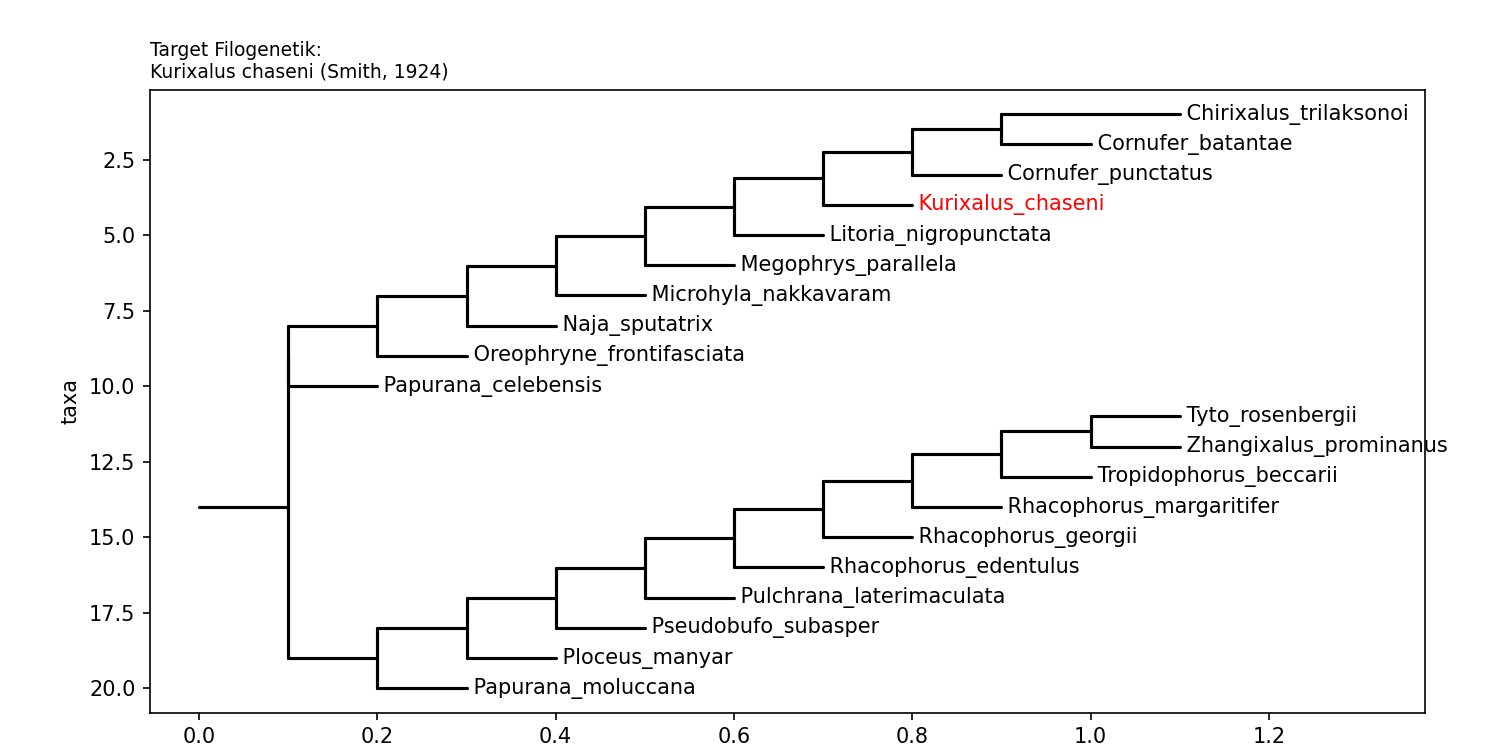 Target Filogenetik:
Kurixalus chaseni (Smith, 1924)
Chirixalus_trilaksonoi
Cornufer_batantae
2.5
Cornufer_punctatus
Kurixalus_chaseni
5.0
Litoria_nigropunctata
Megophrys_parallela
Microhyla_nakkavaram
7.5
Naja_sputatrix
Oreophryne_frontifasciata
10.0
Papurana_celebensis
taxa
Tyto_rosenbergii
Zhangixalus_prominanus
12.5
Tropidophorus_beccarii
Rhacophorus_margaritifer
15.0
Rhacophorus_georgii
Rhacophorus_edentulus
Pulchrana_laterimaculata
17.5
Pseudobufo_subasper
Ploceus_manyar
20.0
Papurana_moluccana
0.0 0.2 0.4 0.6 0.8 1.0 1.2